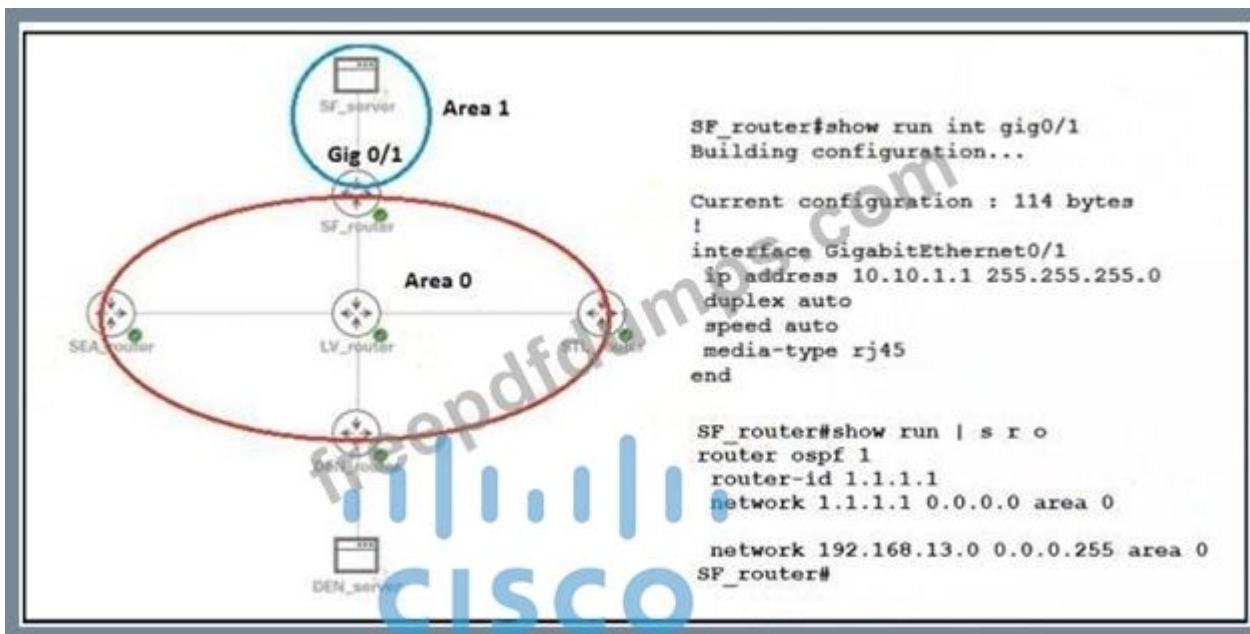 SF_server
Area 1
Gig 0/1
SF_router
Area 0
SEA_router
LV_router
DEN_server
SF_router#show run int gig0/1
Building configuration...
Current configuration : 114 bytes
!
interface GigabitEthernet0/1
ip address 10.10.1.1 255.255.255.0
duplex auto
speed auto
media-type rj45
end
SF_router#show run | s r o
router ospf 1
router-id 1.1.1.1
network 1.1.1.1 0.0.0.0 area 0
network 192.168.13.0 0.0.0.255 area 0
SF_router#
freepdfdumps.com
CISCO